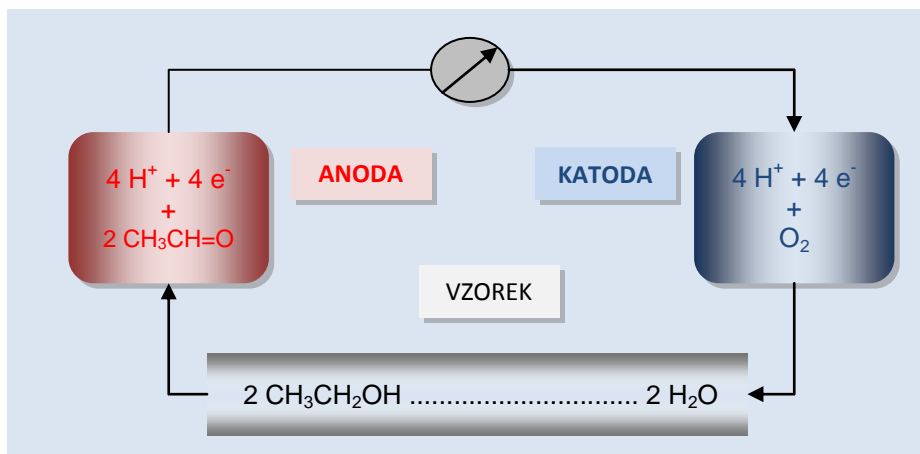 4 H⁺ + 4 e⁻
+
2 CH₃CH=O
ANODA
KATODA
4 H⁺ + 4 e⁻
+
O₂
VZOREK
2 CH₃CH₂OH ................................ 2 H₂O